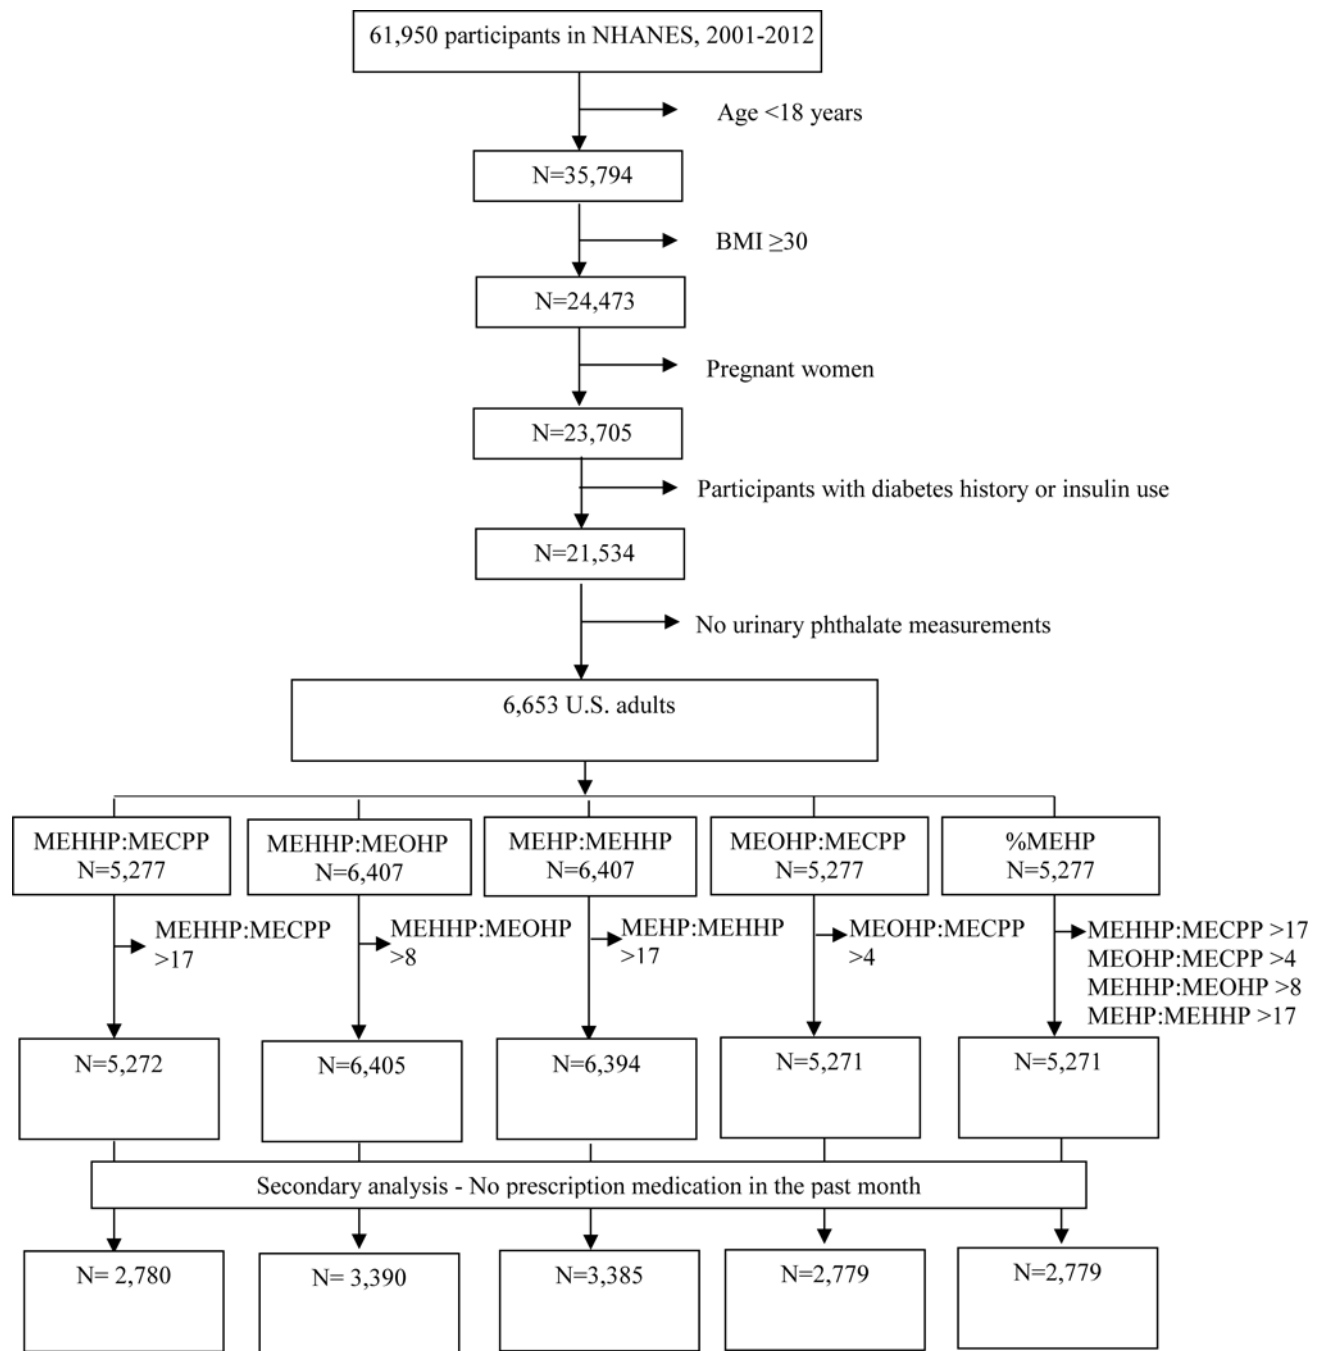 61,950 participants in NHANES, 2001-2012
Age <18 years
N=35,794
BMI ≥30
N=24,473
Pregnant women
N=23,705
Participants with diabetes history or insulin use
N=21,534
No urinary phthalate measurements
6,653 U.S. adults
MEHHP:MECPP
N=5,277
MEHHP:MEOHP
N=6,407
MEHP:MEHHP
N=6,407
MEOHP:MECPP
N=5,277
%MEHP
N=5,277
MEHHP:MECPP
>17
MEHHP:MEOHP
>8
MEHP:MEHHP
>17
MEOHP:MECPP
>4
MEHHP:MECPP >17
MEOHP:MECPP >4
MEHHP:MEOHP >8
MEHP:MEHHP >17
N=5,272
N=6,405
N=6,394
N=5,271
N=5,271
Secondary analysis - No prescription medication in the past month
N= 2,780
N= 3,390
N=3,385
N=2,779
N=2,779